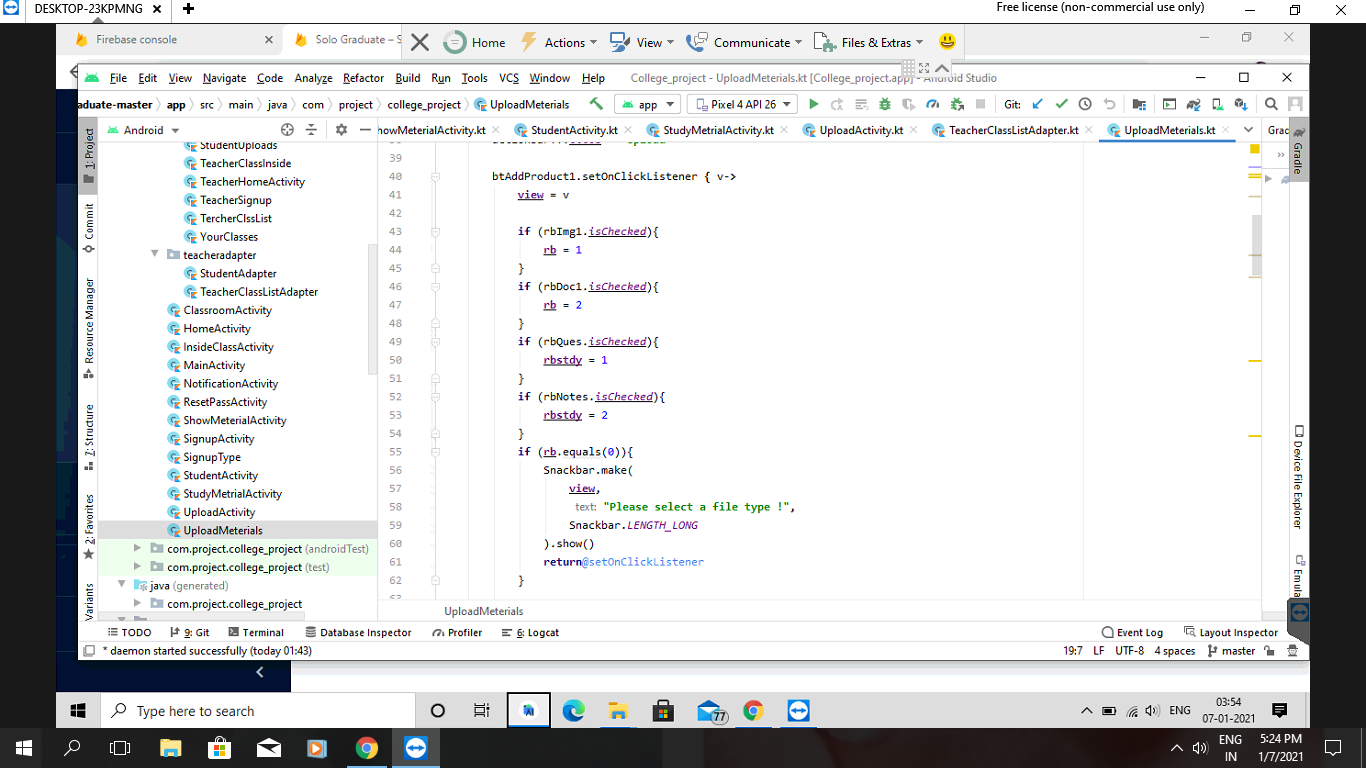 DESKTOP-23KPMNG
Free license (non-commercial use only)
Firebase console
Solo Graduate – S
Home
Actions
View
Communicate
Files & Extras
File Edit View Navigate Code Analyze Refactor Build Run Tools VCS Window Help
College_project - UploadMeterials.kt [College_project.app] - Android Studio
aduate-master app src main java com project college_project UploadMeterials
app
Pixel 4 API 26
Git:
Android
howMeterialActivity.kt
StudentActivity.kt
StudyMetrialActivity.kt
UploadActivity.kt
TeacherClassListAdapter.kt
UploadMeterials.kt
Grad
1: Project
Commit
Resource Manager
7: Structure
2: Favorites
Variants
StudentUploads
TeacherClassInside
TeacherHomeActivity
TeacherSignup
TercherClssList
YourClasses
teacheradapter
StudentAdapter
TeacherClassListAdapter
ClassroomActivity
HomeActivity
InsideClassActivity
MainActivity
NotificationActivity
ResetPassActivity
ShowMeterialActivity
SignupActivity
SignupType
StudentActivity
StudyMetrialActivity
UploadActivity
UploadMeterials
com.project.college_project (androidTest)
com.project.college_project (test)
java (generated)
com.project.college_project
39
40 btAddProduct1.setOnClickListener { v->
41 view = v
42
43 if (rbImg1.isChecked){
44 rb = 1
45 }
46 if (rbDoc1.isChecked){
47 rb = 2
48 }
49 if (rbQues.isChecked){
50 rbstdy = 1
51 }
52 if (rbNotes.isChecked){
53 rbstdy = 2
54 }
55 if (rb.equals(0)){
56 Snackbar.make(
57 view,
58 text: "Please select a file type !",
59 Snackbar.LENGTH_LONG
60 ).show()
61 return@setOnClickListener
62 }
63
UploadMeterials
Gradle
Device File Explorer
Emula
TODO
9: Git
Terminal
Database Inspector
Profiler
6: Logcat
Event Log
Layout Inspector
* daemon started successfully (today 01:43)
19:7 LF UTF-8 4 spaces master
Type here to search
77
ENG
03:54
07-01-2021
ENG
IN
5:24 PM
1/7/2021